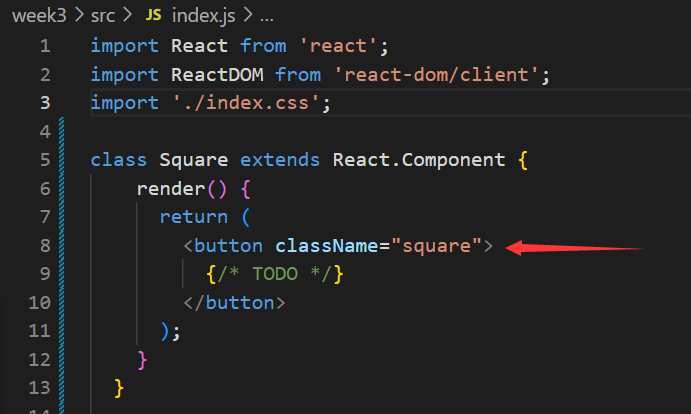 week3 > src > JS index.js > ...
1 import React from 'react';
2 import ReactDOM from 'react-dom/client';
3 import './index.css';
4
5 class Square extends React.Component {
6 render() {
7 return (
8 <button className="square">
9 {/* TODO */}
10 </button>
11 );
12 }
13 }